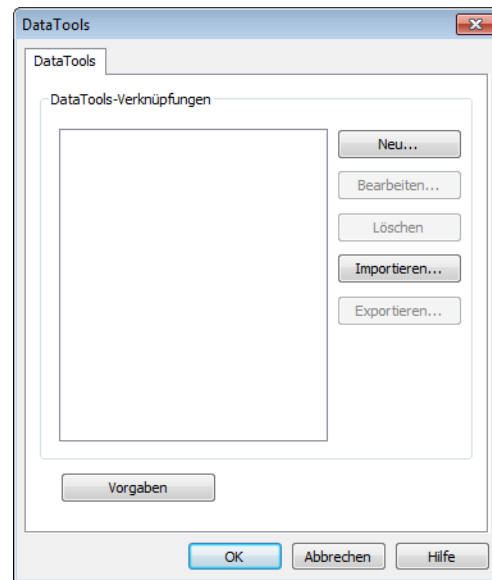 DataTools
DataTools
DataTools-Verknüpfungen
Neu...
Bearbeiten...
Löschen
Importieren...
Exportieren...
Vorgaben
OK
Abbrechen
Hilfe